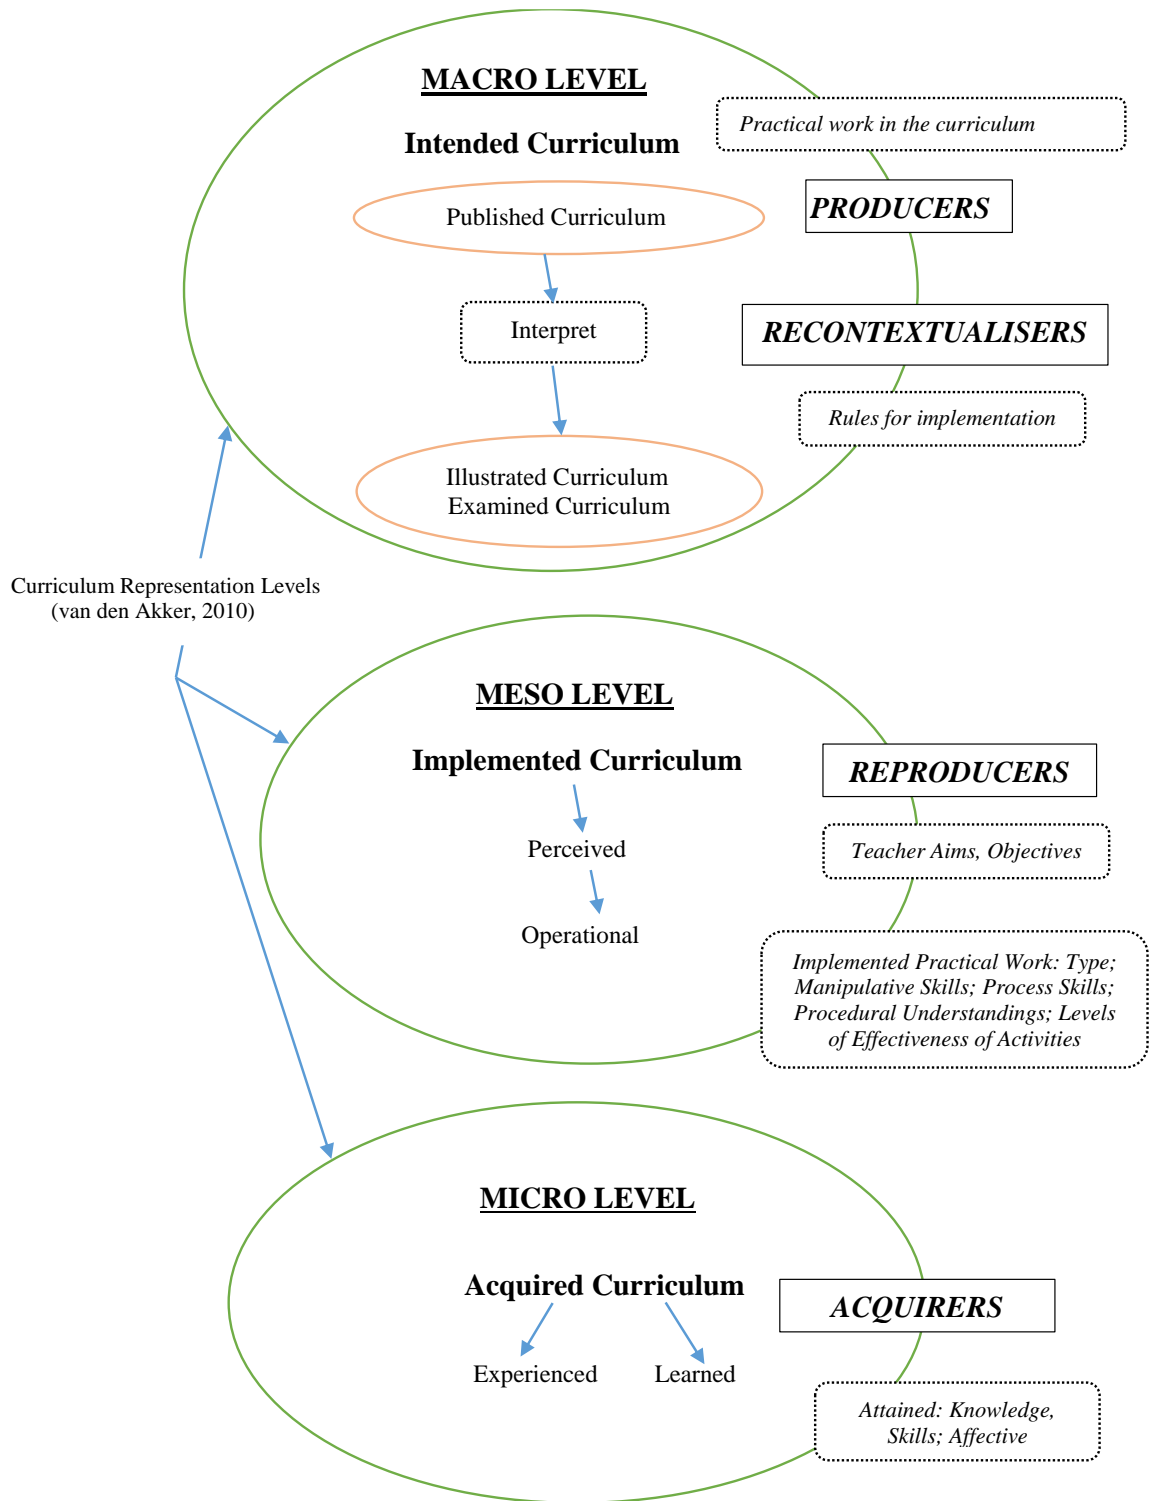 MACRO LEVEL
Intended Curriculum
Practical work in the curriculum
Published Curriculum
PRODUCERS
Interpret
RECONTEXTUALISERS
Rules for implementation
Illustrated Curriculum
Examined Curriculum
Curriculum Representation Levels
(van den Akker, 2010)
MESO LEVEL
Implemented Curriculum
REPRODUCERS
Perceived
Teacher Aims, Objectives
Operational
Implemented Practical Work: Type;
Manipulative Skills; Process Skills;
Procedural Understandings; Levels
of Effectiveness of Activities
MICRO LEVEL
Acquired Curriculum
ACQUIRERS
Experienced
Learned
Attained: Knowledge,
Skills; Affective